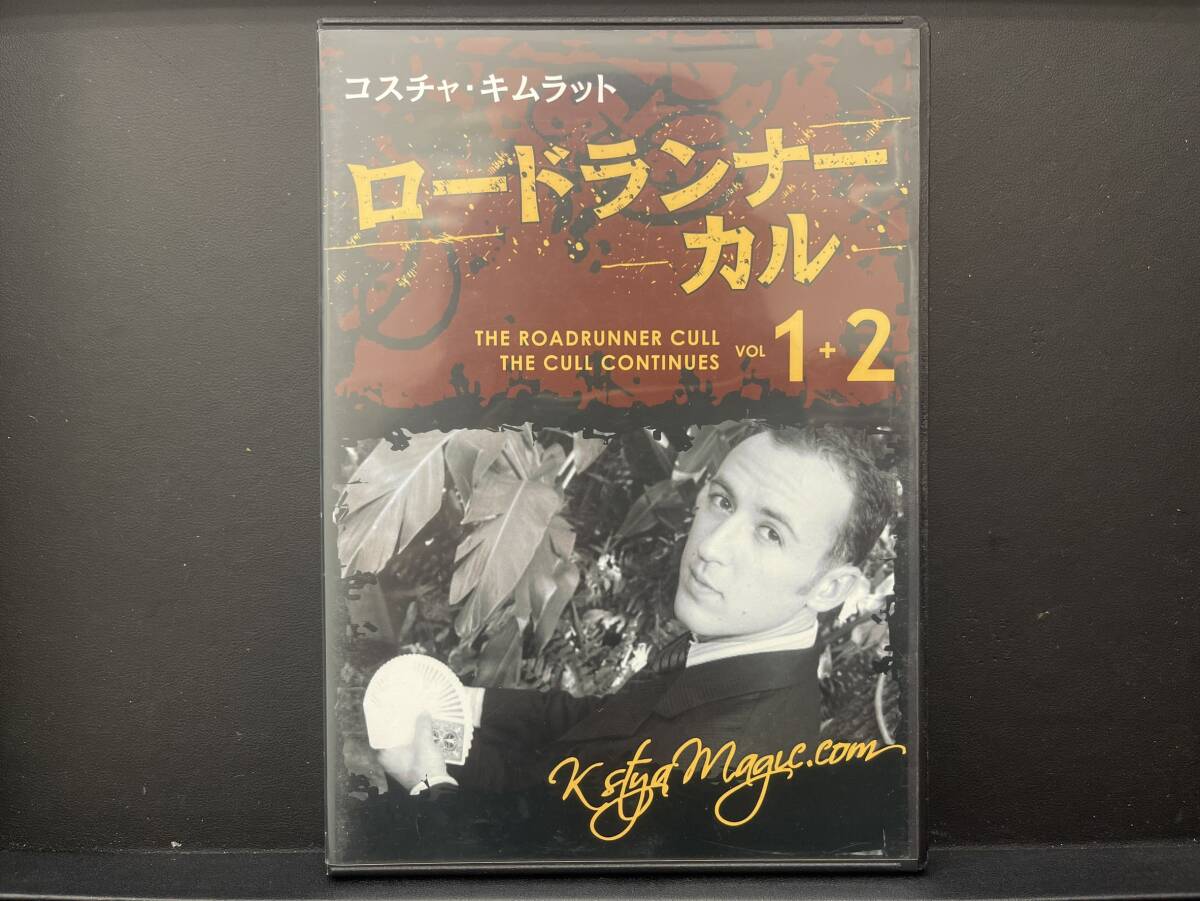 コスチャ・キムラット
ロードランナー
カル
THE ROADRUNNER CULL
THE CULL CONTINUES VOL 1+2
KstyaMagic.com